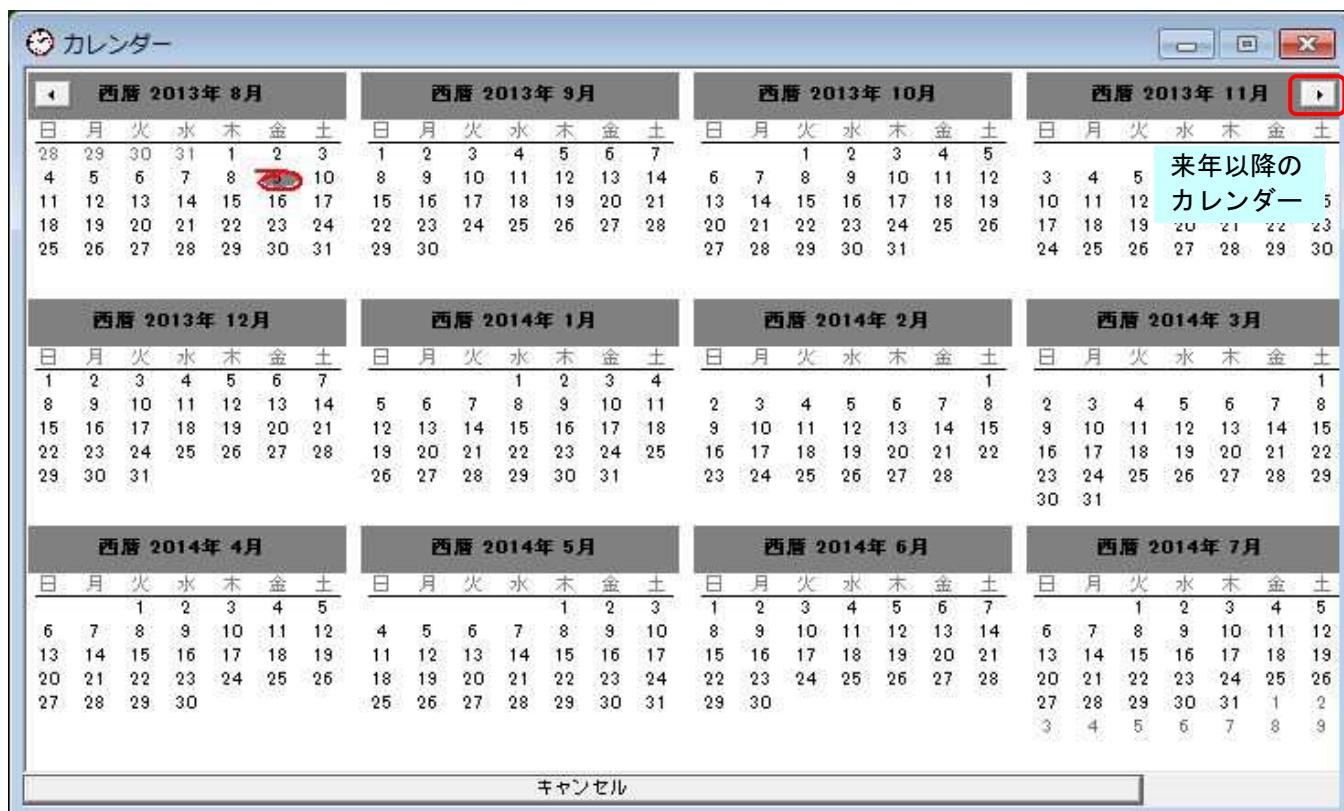 カレンダー
西暦 2013年 8月
日 月 火 水 木 金 土
28 29 30 31 1 2 3
4 5 6 7 8 9 10
11 12 13 14 15 16 17
18 19 20 21 22 23 24
25 26 27 28 29 30 31
西暦 2013年 9月
日 月 火 水 木 金 土
1 2 3 4 5 6 7
8 9 10 11 12 13 14
15 16 17 18 19 20 21
22 23 24 25 26 27 28
29 30
西暦 2013年 10月
日 月 火 水 木 金 土
1 2 3 4 5
6 7 8 9 10 11 12
13 14 15 16 17 18 19
20 21 22 23 24 25 26
27 28 29 30 31
西暦 2013年 11月
日 月 火 水 木 金 土
3 4 5
10 11 12
17 18 19 20 21 22 23
24 25 26 27 28 29 30
来年以降の
カレンダー
西暦 2013年 12月
日 月 火 水 木 金 土
1 2 3 4 5 6 7
8 9 10 11 12 13 14
15 16 17 18 19 20 21
22 23 24 25 26 27 28
29 30 31
西暦 2014年 1月
日 月 火 水 木 金 土
1 2 3 4
5 6 7 8 9 10 11
12 13 14 15 16 17 18
19 20 21 22 23 24 25
26 27 28 29 30 31
西暦 2014年 2月
日 月 火 水 木 金 土
1
2 3 4 5 6 7 8
9 10 11 12 13 14 15
16 17 18 19 20 21 22
23 24 25 26 27 28
西暦 2014年 3月
日 月 火 水 木 金 土
1
2 3 4 5 6 7 8
9 10 11 12 13 14 15
16 17 18 19 20 21 22
23 24 25 26 27 28 29
30 31
西暦 2014年 4月
日 月 火 水 木 金 土
1 2 3 4 5
6 7 8 9 10 11 12
13 14 15 16 17 18 19
20 21 22 23 24 25 26
27 28 29 30
西暦 2014年 5月
日 月 火 水 木 金 土
1 2 3
4 5 6 7 8 9 10
11 12 13 14 15 16 17
18 19 20 21 22 23 24
25 26 27 28 29 30 31
西暦 2014年 6月
日 月 火 水 木 金 土
1 2 3 4 5 6 7
8 9 10 11 12 13 14
15 16 17 18 19 20 21
22 23 24 25 26 27 28
29 30
西暦 2014年 7月
日 月 火 水 木 金 土
1 2 3 4 5
6 7 8 9 10 11 12
13 14 15 16 17 18 19
20 21 22 23 24 25 26
27 28 29 30 31 1 2
3 4 5 6 7 8 9
キャンセル